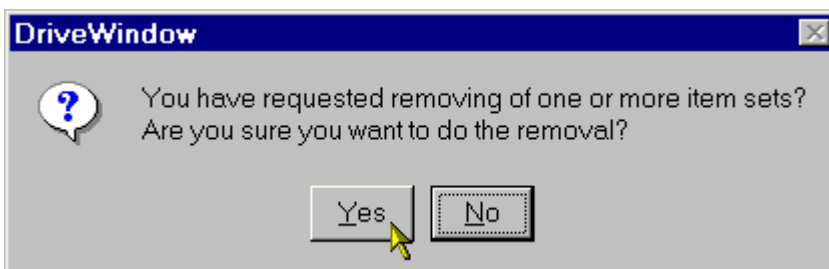 DriveWindow
You have requested removing of one or more item sets?
Are you sure you want to do the removal?
Yes No